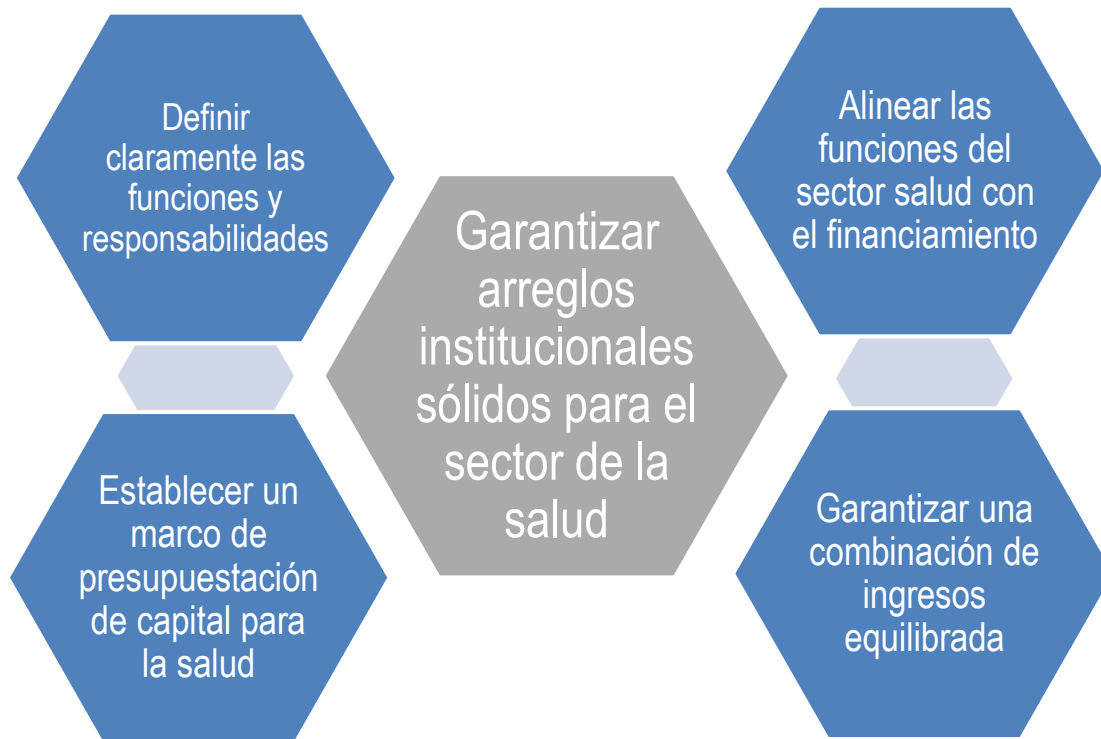 Definir
claramente las
funciones y
responsabilidades
Alinear las
funciones del
sector salud con
el financiamiento
Garantizar
arreglos
institucionales
sólidos para el
sector de la
salud
Establecer un
marco de
presupuestación
de capital para
la salud
Garantizar una
combinación de
ingresos
equilibrada